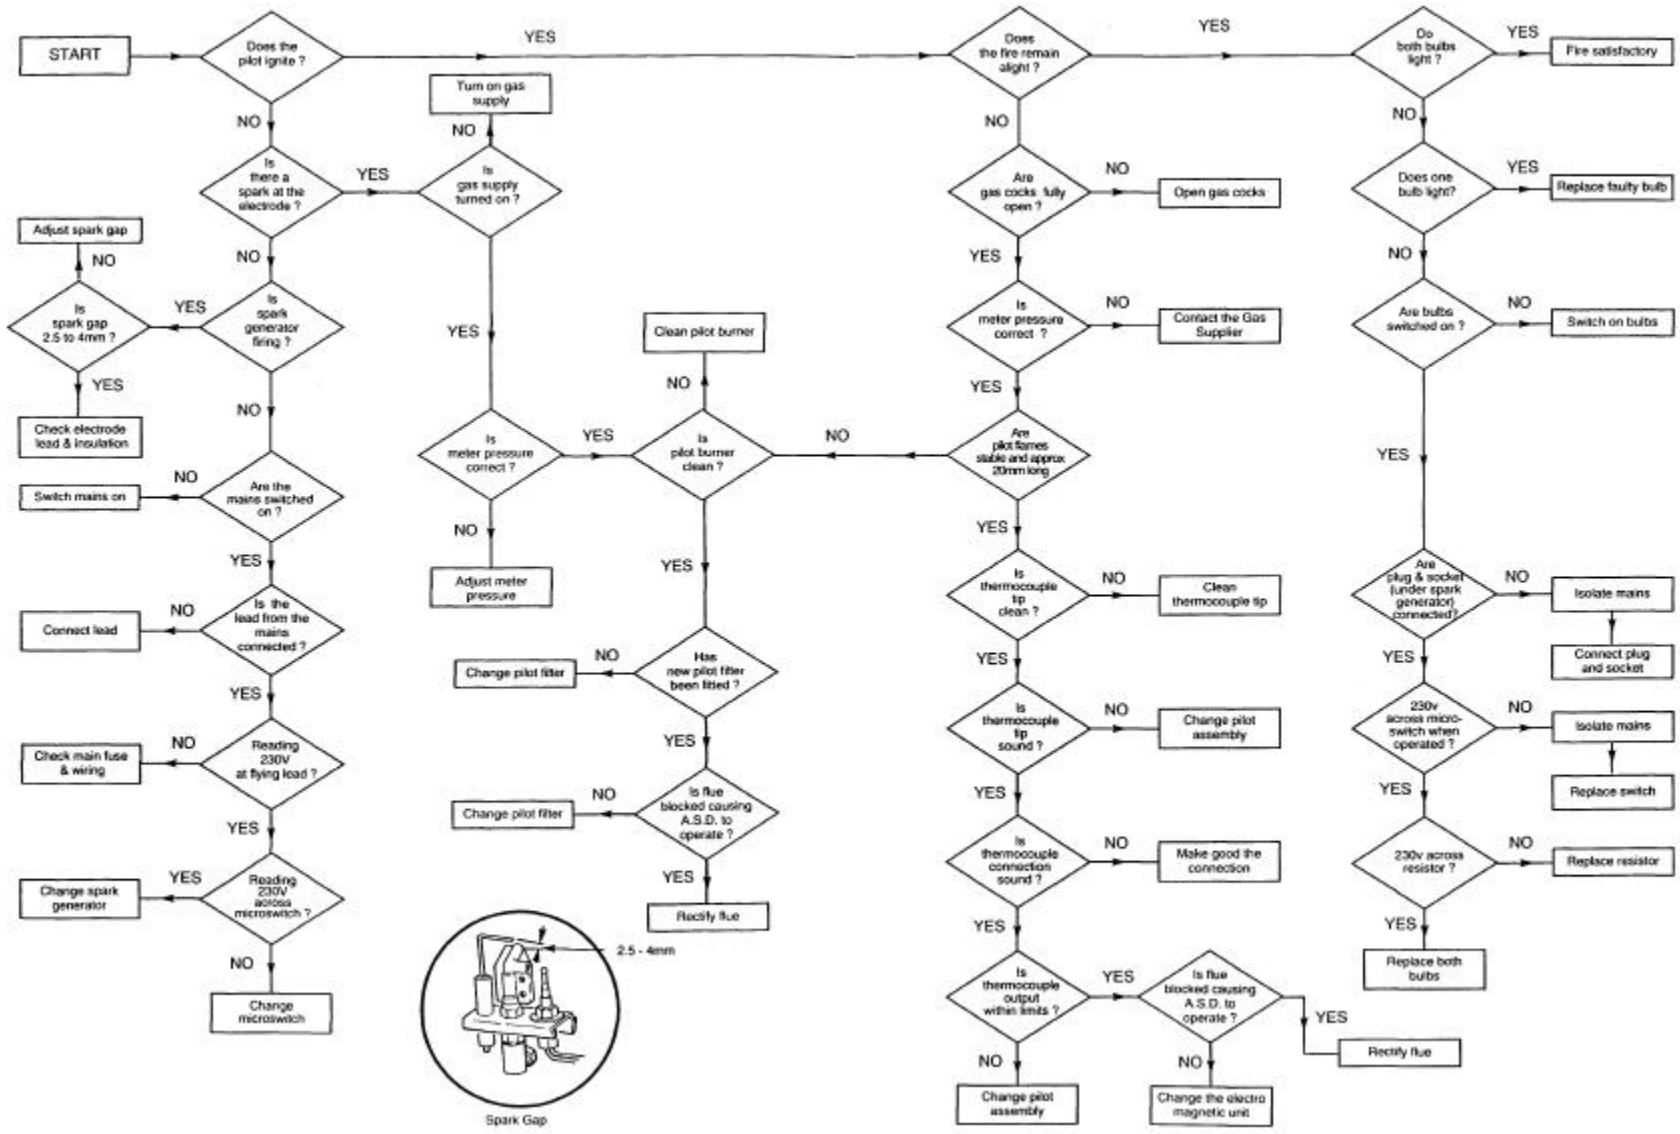 START
Does the
pilot ignite ?
YES
Does
the fire remain
alight ?
YES
Do
both bulbs
light ?
YES
Fire satisfactory
NO
Turn on gas
supply
NO
NO
NO
Is
there a
spark at the
electrode ?
YES
Is
gas supply
turned on ?
Are
gas cocks fully
open ?
NO
Open gas cocks
Does one
bulb light?
YES
Replace faulty bulb
Adjust spark gap
NO
NO
YES
NO
Is
spark gap
2.5 to 4mm ?
YES
Is
spark
generator
firing ?
YES
Is
meter pressure
correct ?
NO
Contact the Gas
Supplier
Are bulbs
switched on ?
NO
Switch on bulbs
YES
Check electrode
lead & insulation
NO
Clean pilot burner
NO
YES
Is
meter pressure
correct ?
YES
Is
pilot burner
clean ?
NO
Are
pilot flames
stable and approx
20mm long
YES
Switch mains on
NO
Are the
mains switched
on ?
YES
NO
Adjust meter
pressure
YES
YES
Is
thermocouple
tip
clean ?
NO
Clean
thermocouple tip
Are
plug & socket
(under spark
generator)
connected?
NO
Isolate mains
Connect plug
and socket
Connect lead
NO
Is the
lead from the
mains
connected ?
YES
Change pilot filter
NO
Has
new pilot filter
been fitted ?
YES
YES
Is
thermocouple
tip
sound ?
NO
Change pilot
assembly
YES
230v
across micro-
switch when
operated ?
NO
Isolate mains
Replace switch
Check main fuse
& wiring
NO
Reading
230V
at flying lead ?
YES
Change pilot filter
NO
Is flue
blocked causing
A.S.D. to
operate ?
YES
Rectify flue
YES
Is
thermocouple
connection
sound ?
NO
Make good the
connection
YES
230v across
resistor ?
NO
Replace resistor
Change spark
generator
YES
Reading
230V
across
microswitch ?
NO
Change
microswitch
2.5 - 4mm
Spark Gap
YES
Is
thermocouple
output
within limits ?
YES
Is flue
blocked causing
A.S.D. to
operate ?
YES
Rectify flue
YES
Replace both
bulbs
NO
Change pilot
assembly
NO
Change the electro
magnetic unit